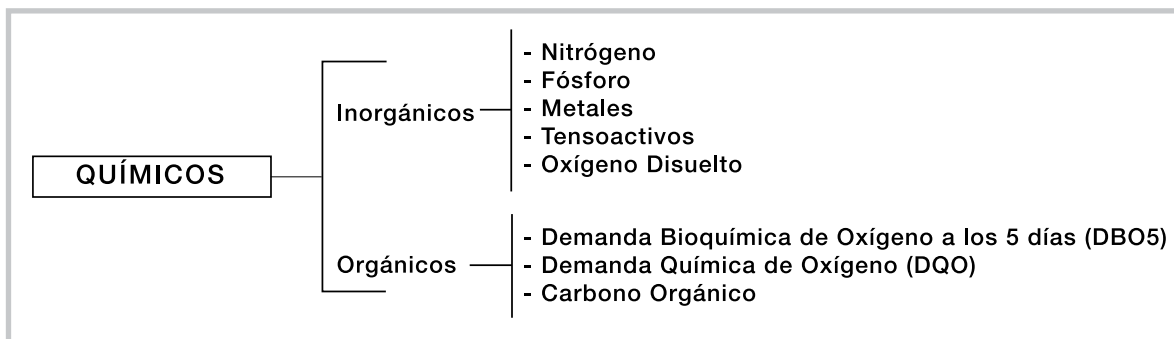 QUÍMICOS
Inorgánicos
- Nitrógeno
- Fósforo
- Metales
- Tensoactivos
- Oxígeno Disuelto
Orgánicos
- Demanda Bioquímica de Oxígeno a los 5 días (DBO5)
- Demanda Química de Oxígeno (DQO)
- Carbono Orgánico